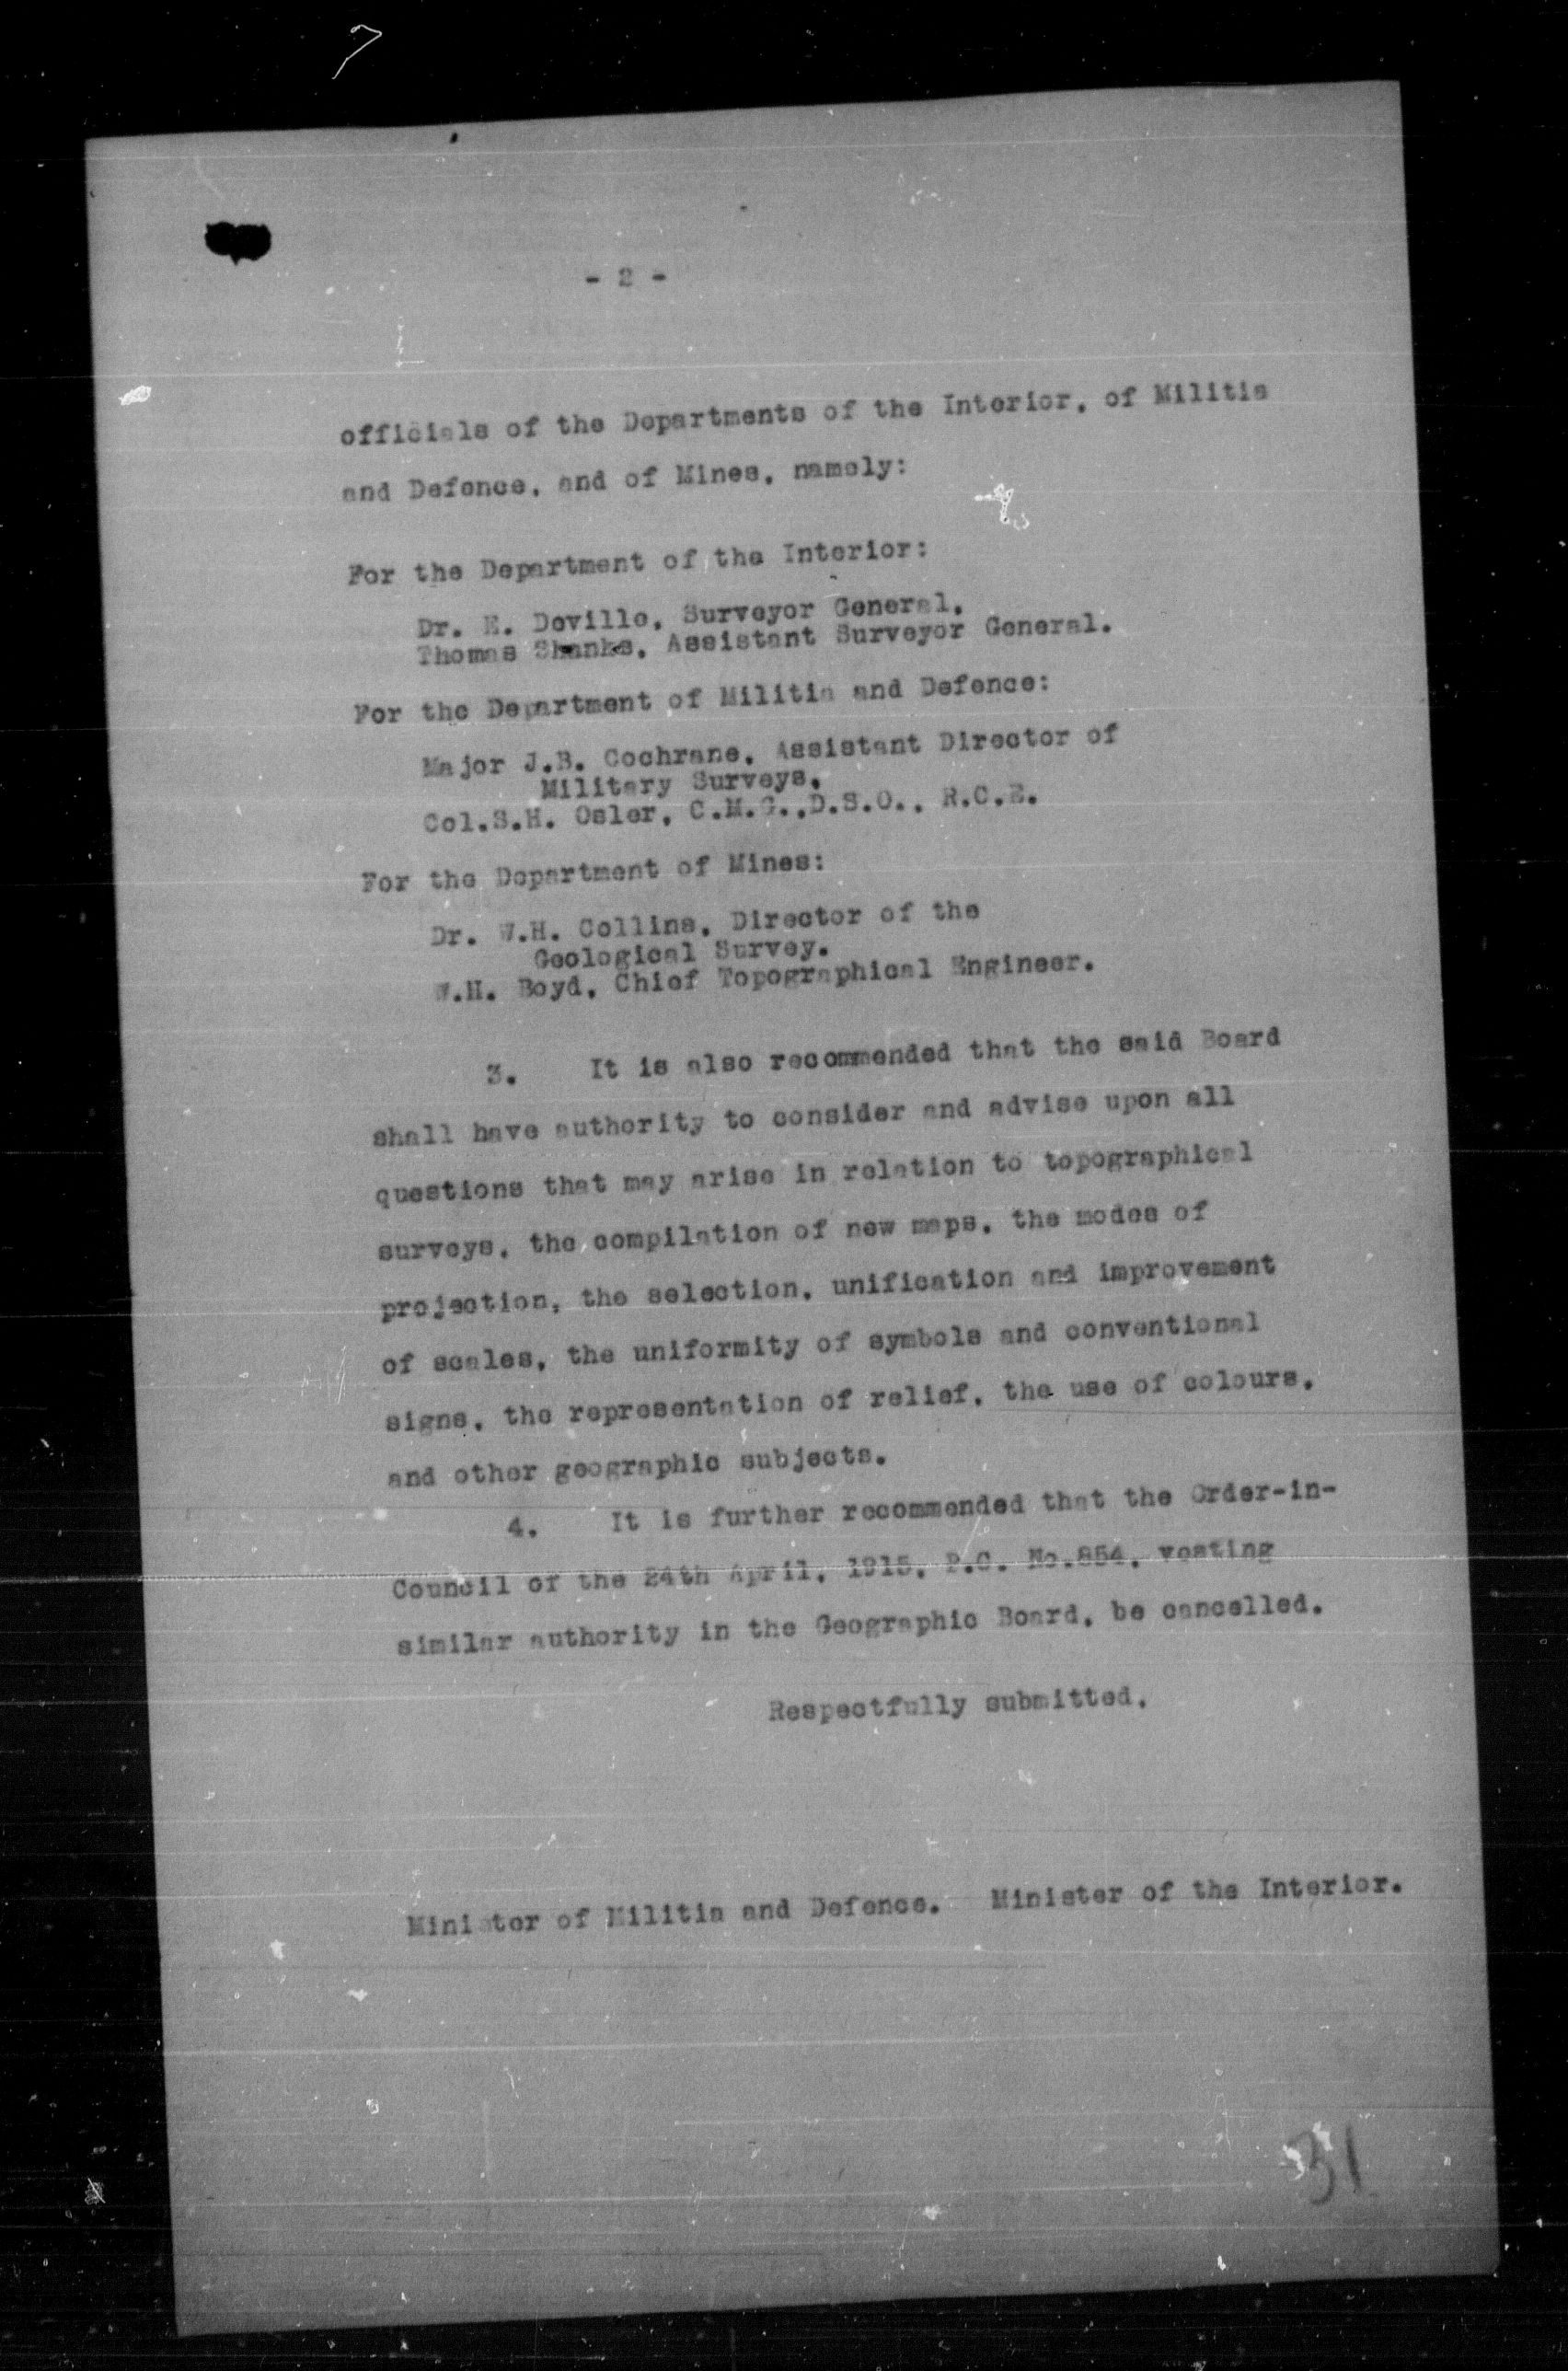 7
- 2 -
officials of the Departments of the Interior, of Militia
and Defence, and of Mines, namely:
For the Department of the Interior:
Dr. E. Deville, Surveyor General,
Thomas Shanks, Assistant Surveyor General.
For the Department of Militia and Defence:
Major J.B. Cochrane, Assistant Director of
Military Surveys,
Col.S.H. Osler, C.M.G.,D.S.O., R.C.E.
For the Department of Mines:
Dr. W.H. Collins, Director of the
Geological Survey.
W.H. Boyd, Chief Topographical Engineer.
3. It is also recommended that the said Board
shall have authority to consider and advise upon all
questions that may arise in relation to topographical
surveys, the compilation of new maps, the modes of
projection, the selection, unification and improvement
of scales, the uniformity of symbols and conventional
signs, the representation of relief, the use of colours,
and other geographic subjects.
4. It is further recommended that the Order-in-
Council of the 24th April, 1915, P.C. No.854, vesting
similar authority in the Geographic Board, be cancelled.
Respectfully submitted,
Minister of Militia and Defence. Minister of the Interior.
31